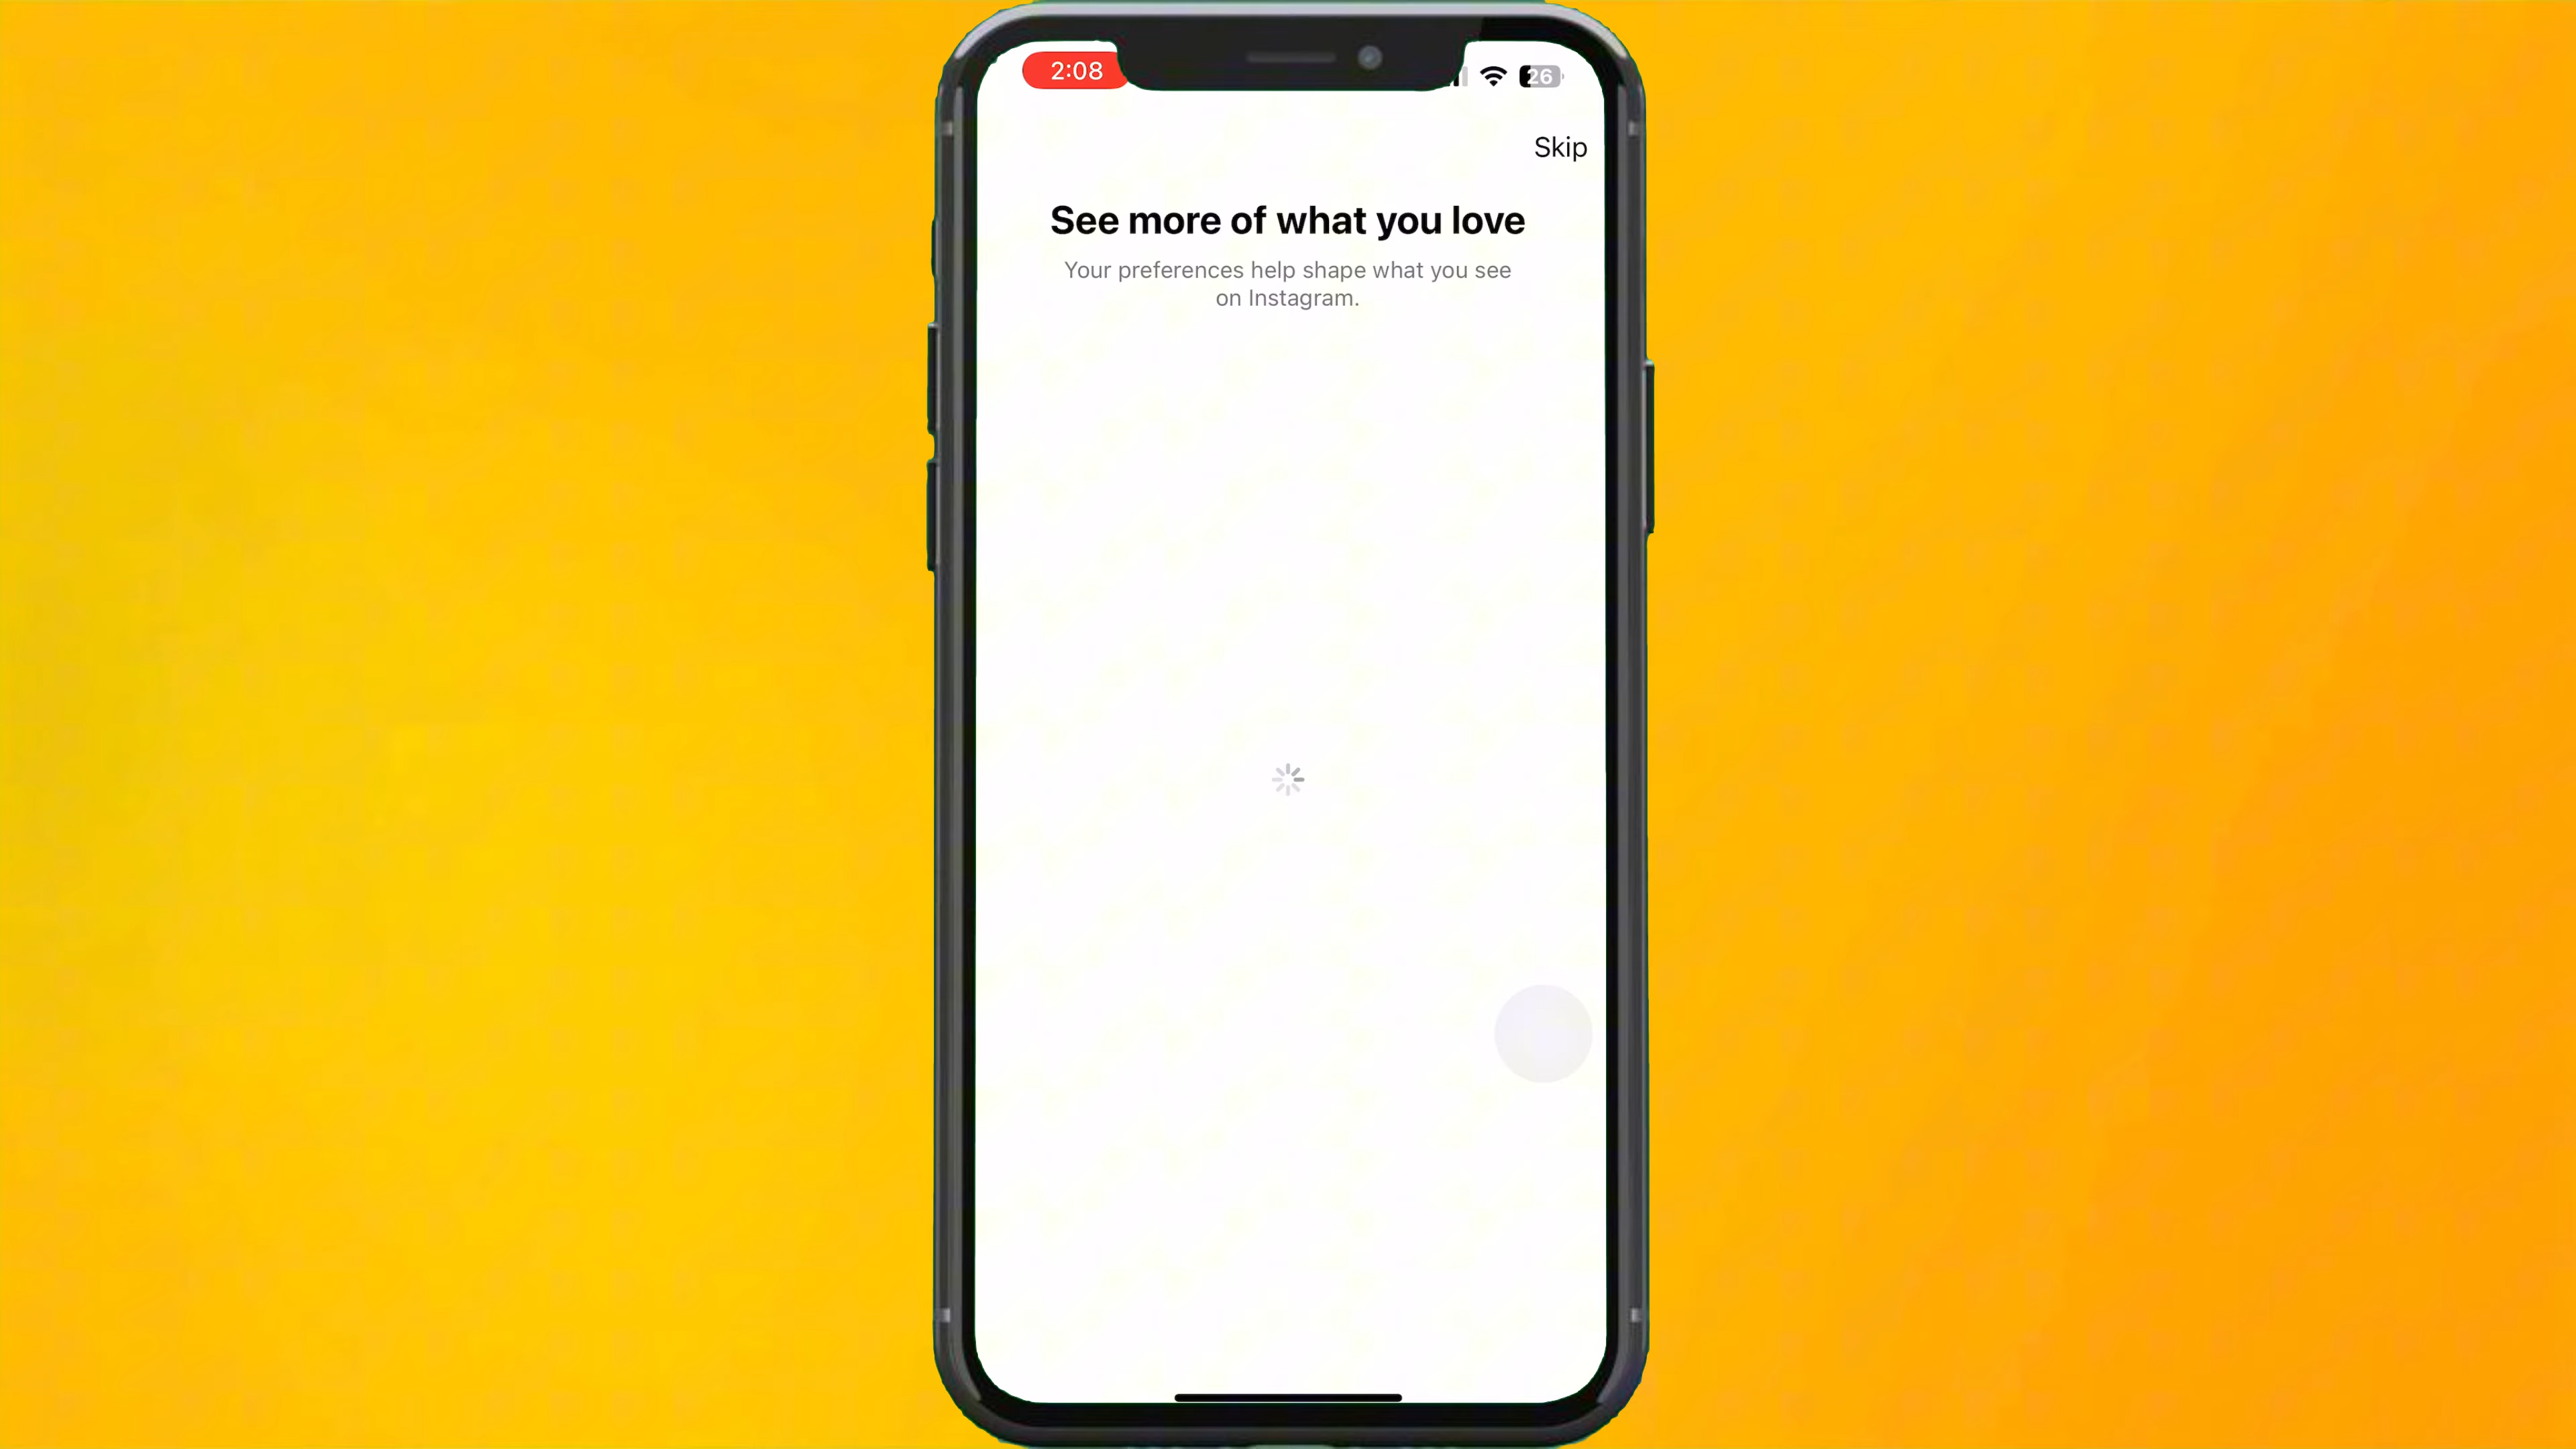 2:08
26
Skip
See more of what you love
Your preferences help shape what you see
on Instagram.